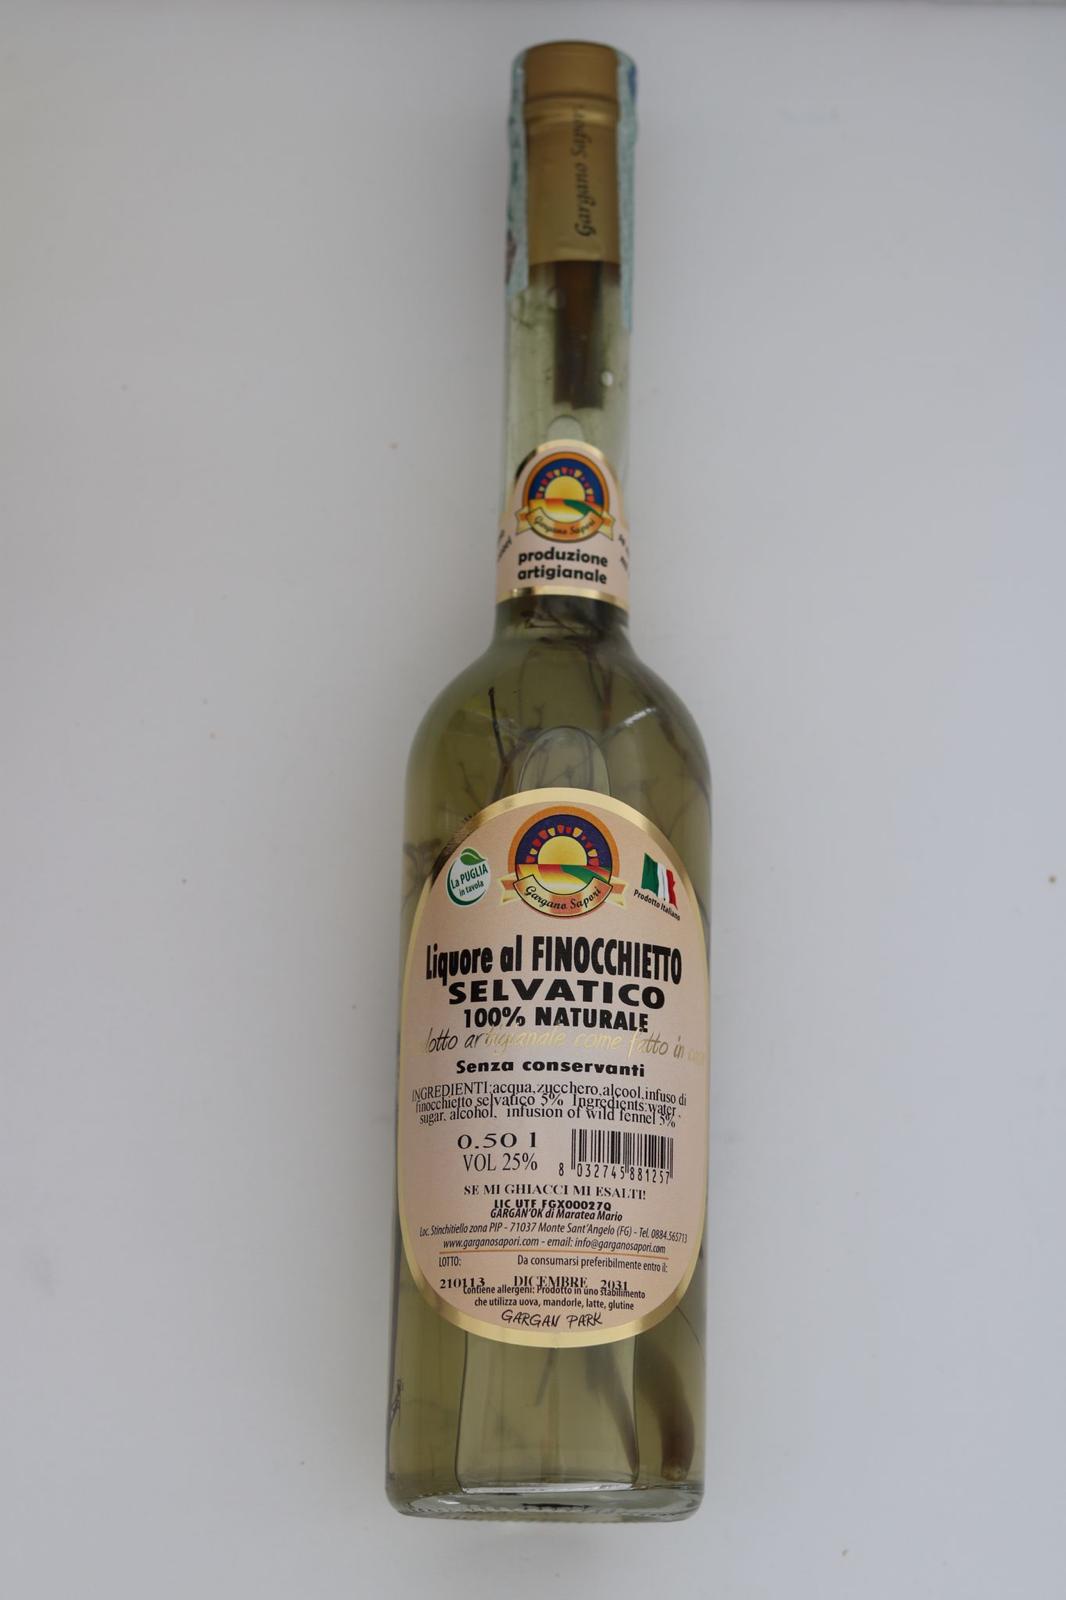 Gargano Sapori
Gargano Sapori
produzione
artigianale
La PUGLIA
in tavola
Gargano Sapori
Prodotto Italiano
Liquore al FINOCCHIETTO
SELVATICO
100% NATURALE
artigianale come fatto in
Senza conservanti
INGREDIENTI:acqua,zucchero,alcool,infuso di
finocchietto selvatico 5% Ingredients:water,
sugar, alcohol, infusion of wild fennel 5%
0.50 l
VOL 25%
8 032745 881257
SE MI GHIACCI MI ESALTI!
LIC UTF FGX00027Q
GARGAN'OK di Maratea Mario
Loc. Stinchitiello zona PIP - 71037 Monte Sant'Angelo (FG) - Tel. 0884.565713
www.garganosapori.com - email: info@garganosapori.com
LOTTO: Da consumarsi preferibilmente entro il:
210113 DICEMBRE 2031
Contiene allergeni: Prodotto in uno stabilimento
che utilizza uova, mandorle, latte, glutine
GARGAN PARK